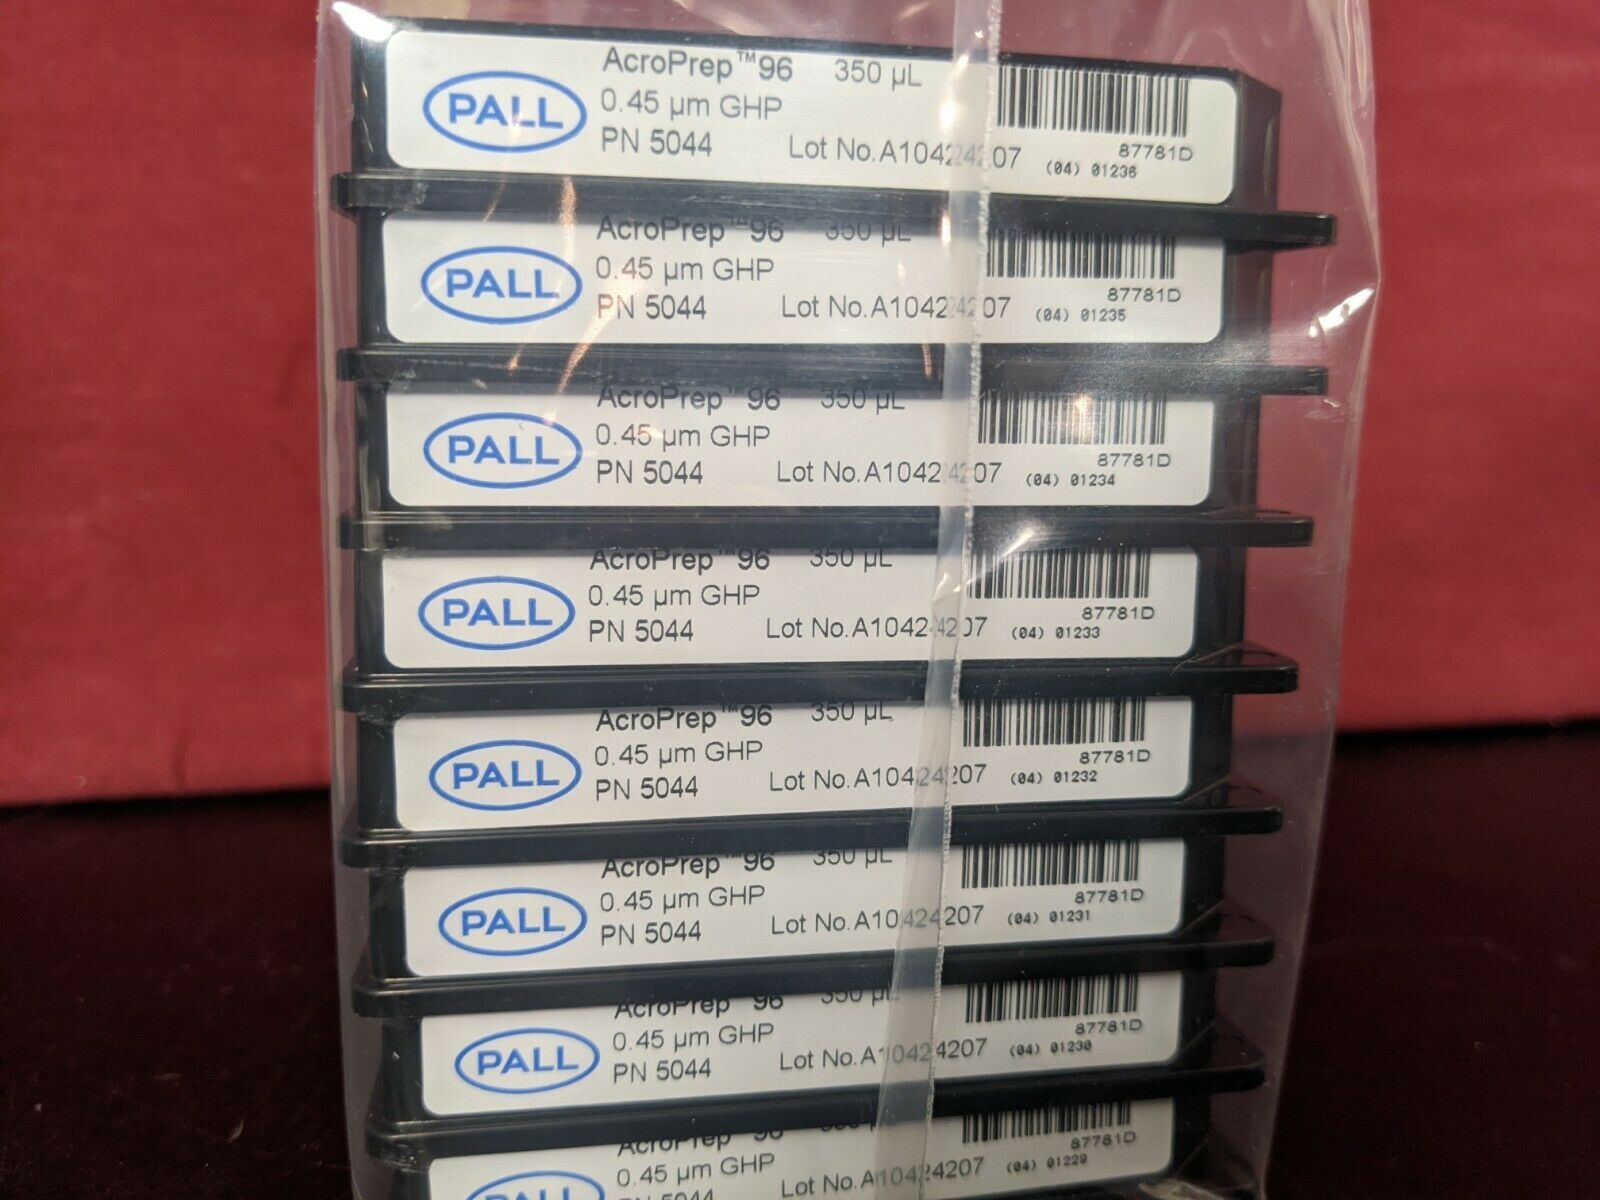 AcroPrep™96 350 µL
PALL
0.45 µm GHP
PN 5044 Lot No.A10424207 87781D
(04) 01236
AcroPrep™96 350 µL
PALL
0.45 µm GHP
PN 5044 Lot No.A10424207 87781D
(04) 01235
AcroPrep™96 350 µL
PALL
0.45 µm GHP
PN 5044 Lot No.A10424207 87781D
(04) 01234
AcroPrep™96 350 µL
PALL
0.45 µm GHP
PN 5044 Lot No.A10424207 87781D
(04) 01233
AcroPrep™96 350 µL
PALL
0.45 µm GHP
PN 5044 Lot No.A10424207 87781D
(04) 01232
AcroPrep™96 350 µL
PALL
0.45 µm GHP
PN 5044 Lot No.A10424207 87781D
(04) 01231
AcroPrep™96 350 µL
PALL
0.45 µm GHP
PN 5044 Lot No.A10424207 87781D
(04) 01230
AcroPrep™96
PALL
0.45 µm GHP
PN 5044 Lot No.A10424207 87781D
(04) 01229